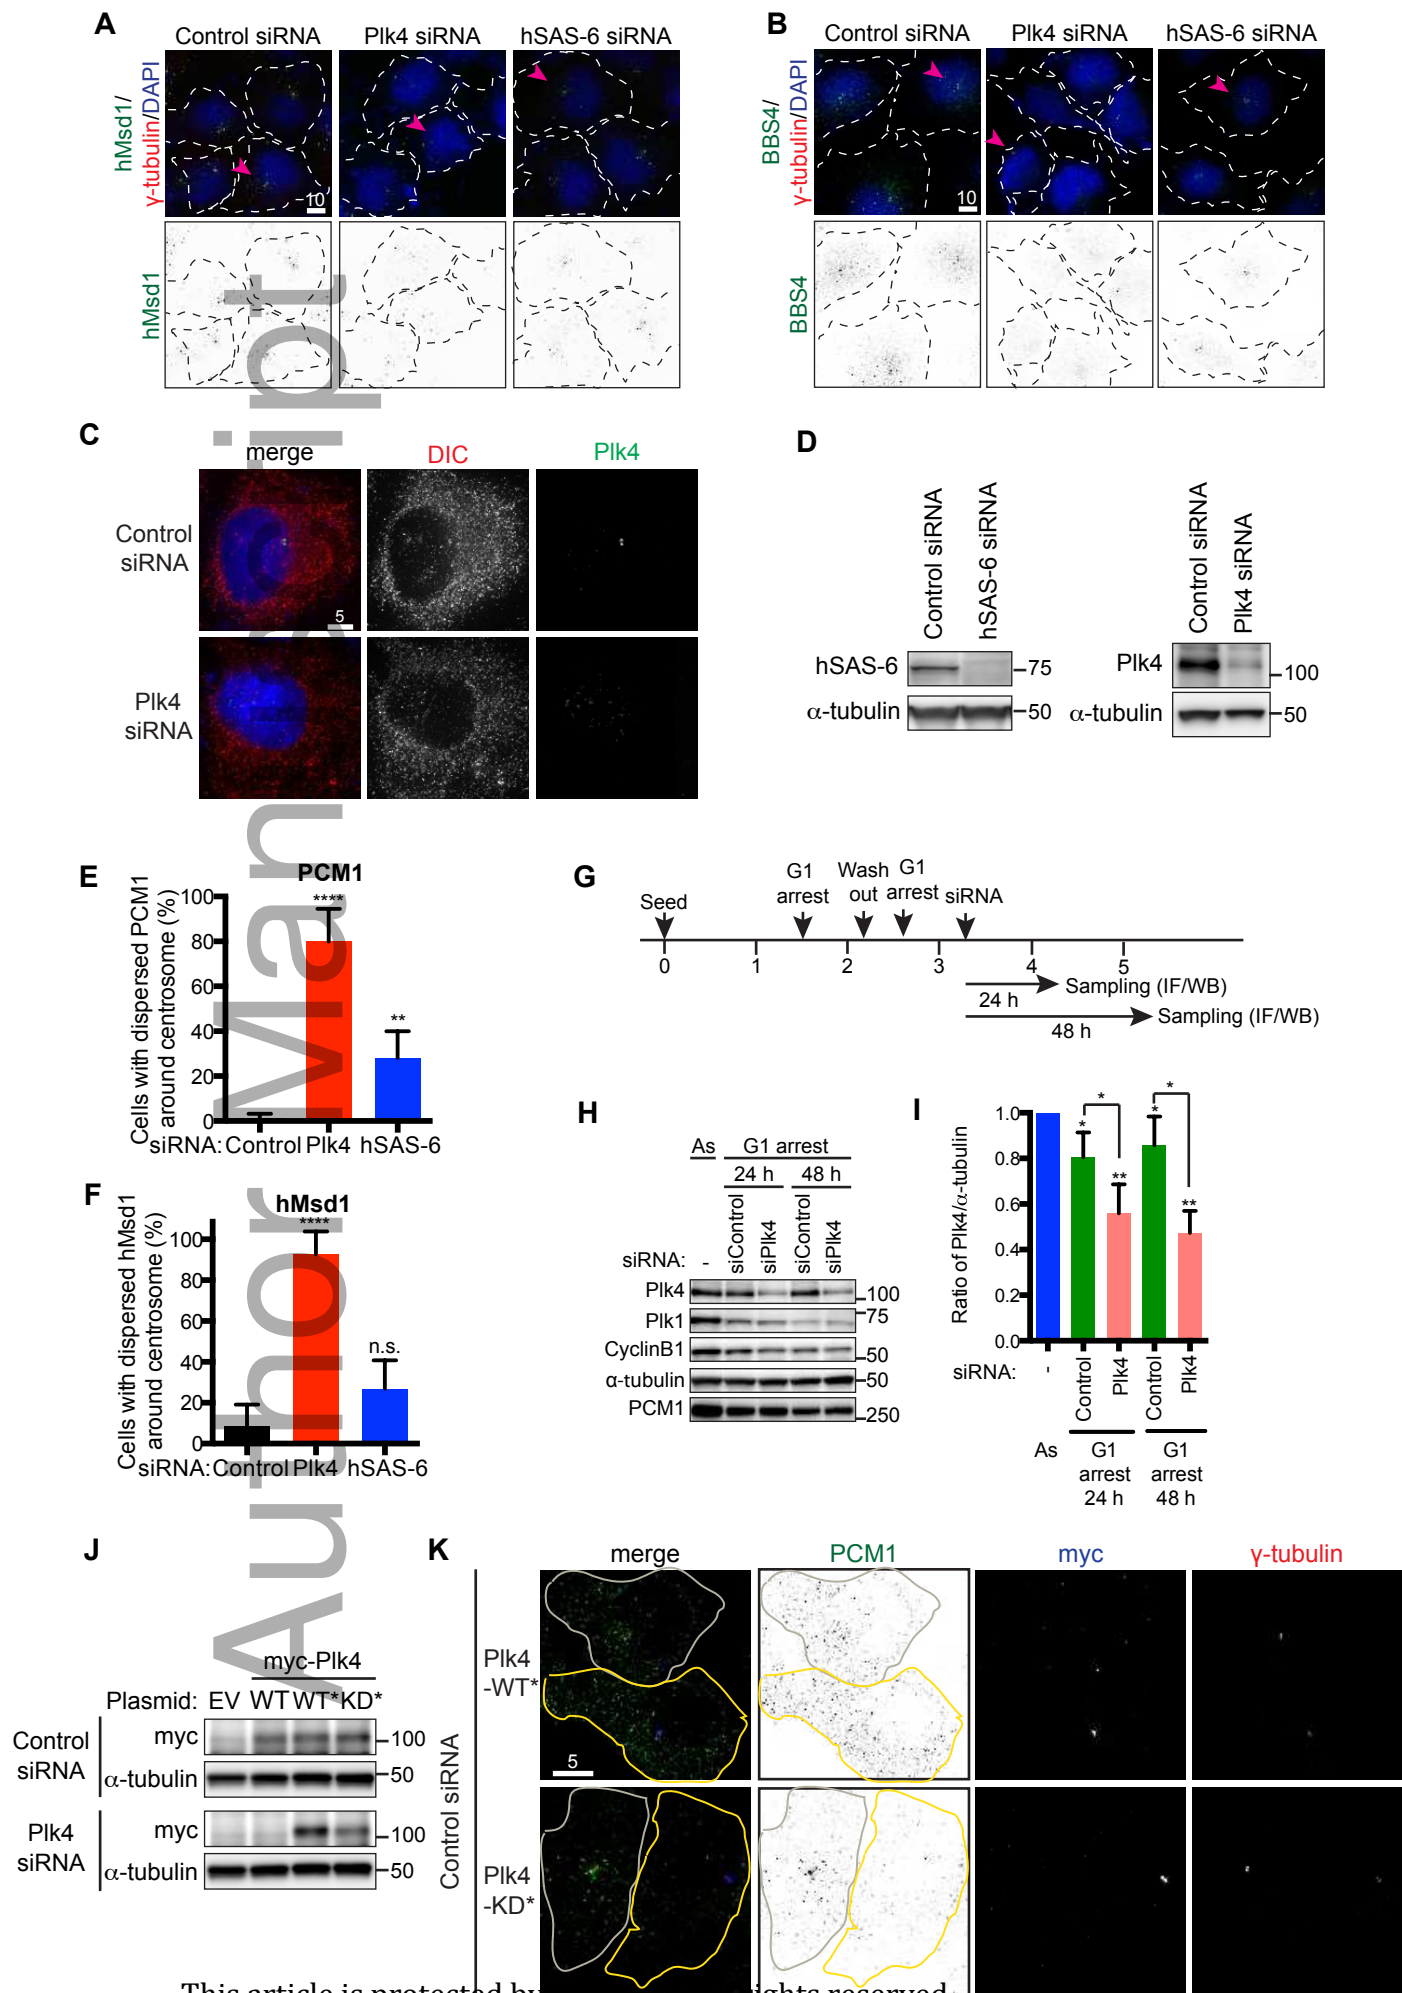 A
Control siRNA
Plk4 siRNA
hSAS-6 siRNA
hMsd1/
γ-tubulin/DAPI
10
hMsd1
B
Control siRNA
Plk4 siRNA
hSAS-6 siRNA
BBS4/
γ-tubulin/DAPI
10
BBS4
C
merge
DIC
Plk4
Control
siRNA
5
Plk4
siRNA
D
Control siRNA
hSAS-6 siRNA
hSAS-6
75
α-tubulin
50
Control siRNA
Plk4 siRNA
Plk4
100
α-tubulin
50
E
PCM1
Cells with dispersed PCM1
around centrosome (%)
100
80
60
40
20
0
****
**
siRNA: Control Plk4 hSAS-6
F
hMsd1
Cells with dispersed hMsd1
around centrosome (%)
100
80
60
40
20
0
****
n.s.
siRNA: Control Plk4 hSAS-6
G
Seed
G1
arrest
Wash
out
G1
arrest
siRNA
0 1 2 3 4 5
24 h
Sampling (IF/WB)
48 h
Sampling (IF/WB)
H
As
G1 arrest
24 h
48 h
siRNA:
-
siControl
siPlk4
siControl
siPlk4
Plk4
100
Plk1
75
CyclinB1
50
α-tubulin
50
PCM1
250
I
Ratio of Plk4/α-tubulin
1.0
0.8
0.6
0.4
0.2
0.0
*
*
**
*
*
**
siRNA:
-
Control
Plk4
Control
Plk4
As
G1
arrest
24 h
G1
arrest
48 h
J
myc-Plk4
Plasmid: EV WT WT* KD*
Control
siRNA
myc
100
α-tubulin
50
Plk4
siRNA
myc
100
α-tubulin
50
K
merge
PCM1
myc
γ-tubulin
Control siRNA
Plk4
-WT*
5
Plk4
-KD*
Author Manuscript
This article is protected by rights reserved